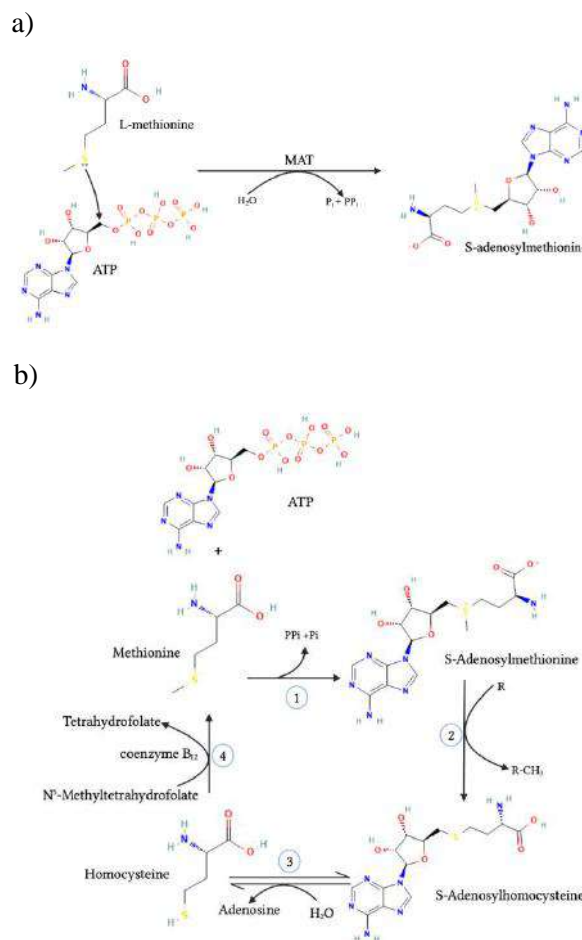 a)
L-methionine
MAT
H₂O
Pᵢ + PPᵢ
ATP
S-adenosylmethionine
b)
ATP
+
Methionine
PPi +Pi
1
S-Adenosylmethionine
Tetrahydrofolate
coenzyme B₁₂
4
N⁵-Methyltetrahydrofolate
R
2
R-CH₃
Homocysteine
3
Adenosine
H₂O
S-Adenosylhomocysteine